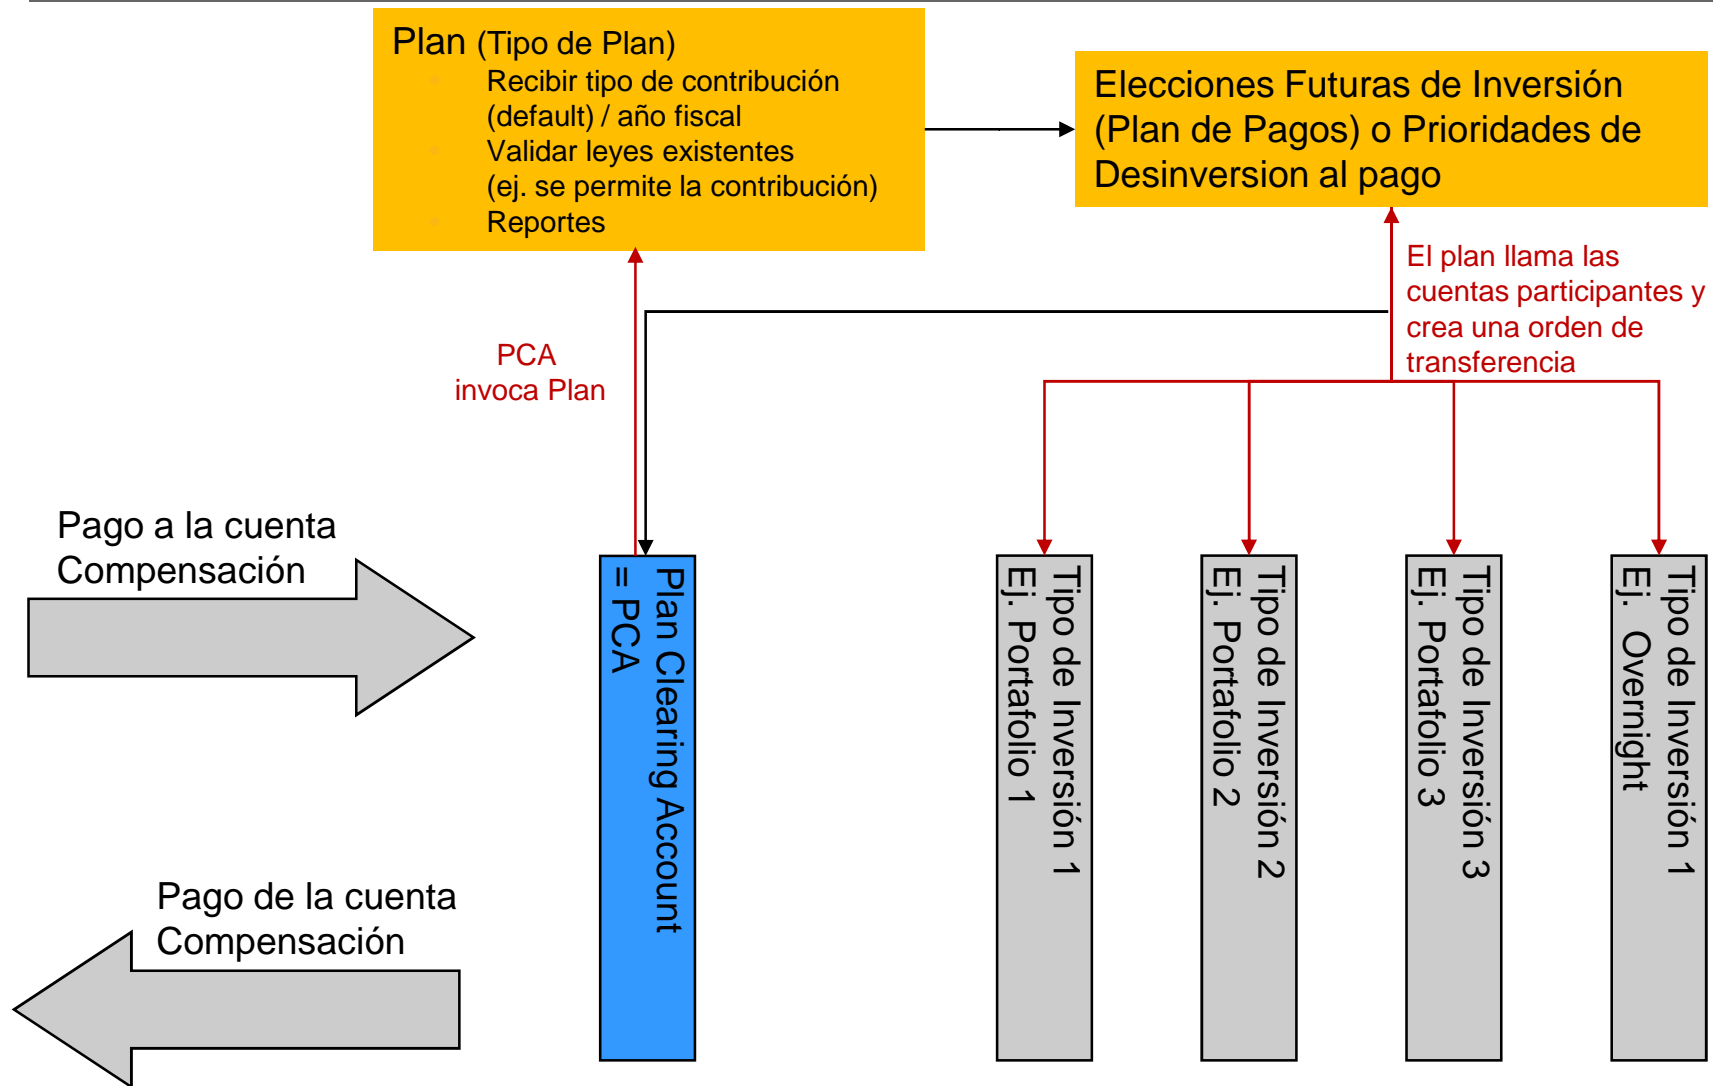 Plan (Tipo de Plan)
Recibir tipo de contribución
(default) / año fiscal
Validar leyes existentes
(ej. se permite la contribución)
Reportes
Elecciones Futuras de Inversión
(Plan de Pagos) o Prioridades de
Desinversion al pago
El plan llama las
cuentas participantes y
crea una orden de
transferencia
PCA
invoca Plan
Pago a la cuenta
Compensación
Pago de la cuenta
Compensación
Plan Clearing Account
= PCA
Tipo de Inversión 1
Ej. Portafolio 1
Tipo de Inversión 2
Ej. Portafolio 2
Tipo de Inversión 3
Ej. Portafolio 3
Tipo de Inversión 1
Ej. Overnight